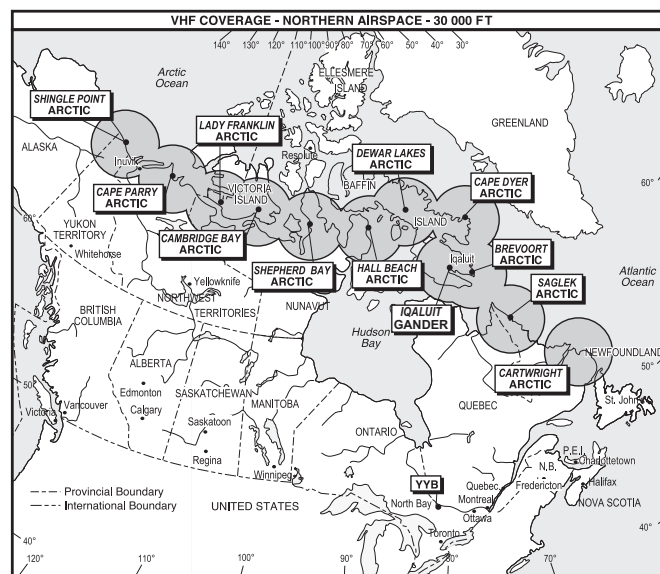 VHF COVERAGE - NORTHERN AIRSPACE - 30 000 FT
140° 130° 120° 110° 100° 90° 80° 70° 60° 50° 40° 30°
Arctic
Ocean
ELLESMERE
ISLAND
GREENLAND
SHINGLE POINT
ARCTIC
LADY FRANKLIN
ARCTIC
DEWAR LAKES
ARCTIC
ALASKA
Inuvik
Resolute
CAPE PARRY
ARCTIC
VICTORIA
ISLAND
BAFFIN
ISLAND
CAPE DYER
ARCTIC
60°
60°
YUKON
TERRITORY
Whitehorse
CAMBRIDGE BAY
ARCTIC
SHEPHERD BAY
ARCTIC
HALL BEACH
ARCTIC
Iqaluit
BREVOORT
ARCTIC
IQALUIT
GANDER
SAGLEK
ARCTIC
Atlantic
Ocean
Yellowknife
NORTHWEST
TERRITORIES
NUNAVUT
BRITISH
COLUMBIA
Hudson
Bay
CARTWRIGHT
ARCTIC
NEWFOUNDLAND
50°
50°
ALBERTA
Edmonton
Calgary
SASKATCHEWAN
Saskatoon
Regina
MANITOBA
Winnipeg
ONTARIO
QUEBEC
St. John's
Vancouver
Victoria
YYB
North Bay
Quebec
Montreal
Ottawa
Toronto
P.E.I.
Charlottetown
N.B.
Fredericton
Halifax
NOVA SCOTIA
Provincial Boundary
International Boundary
UNITED STATES
40°
40°
120° 110° 100° 90° 80° 70°